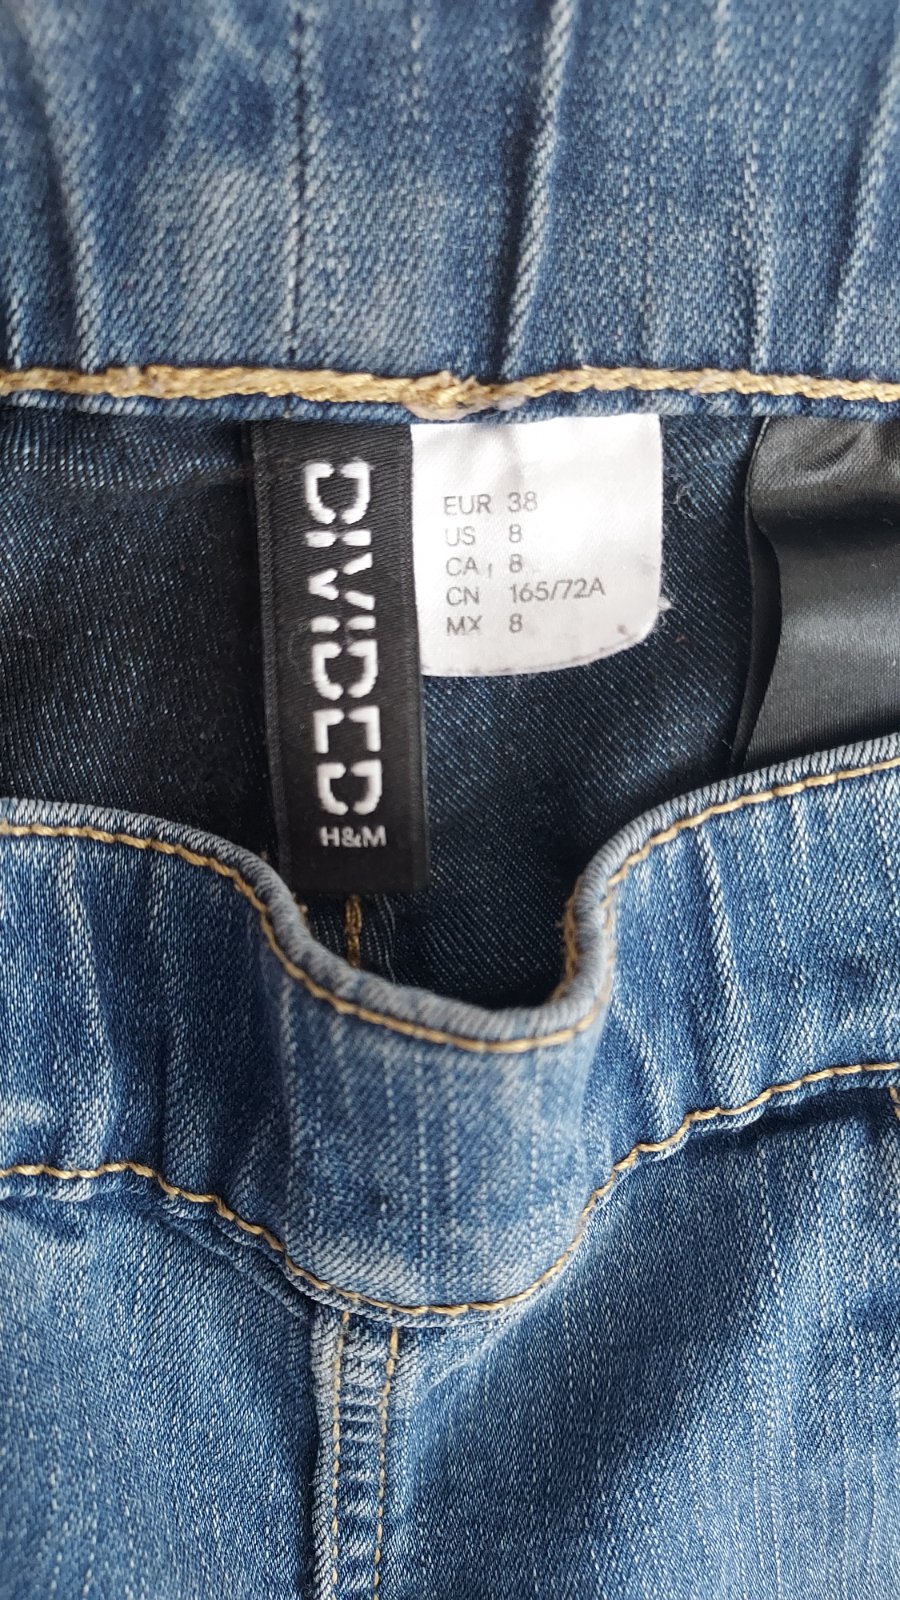 DIVIDED
H&M
EUR 38
US 8
CA 8
CN 165/72A
MX 8